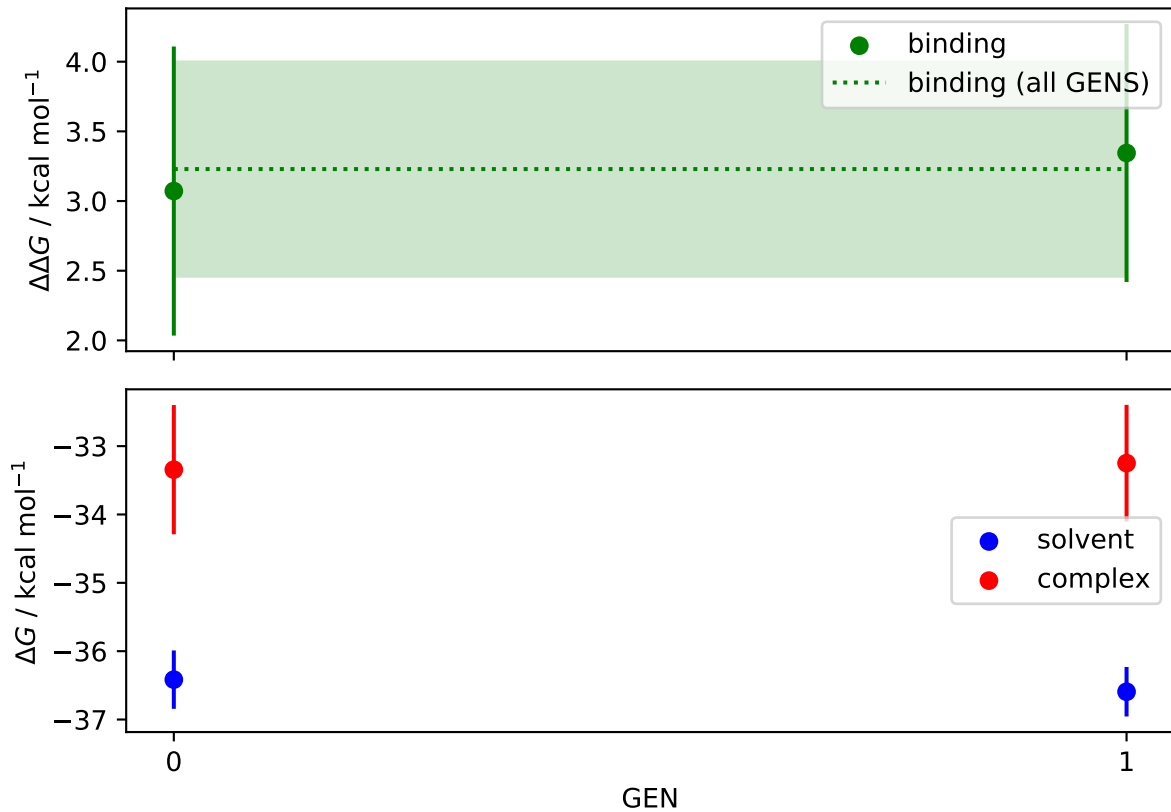 4.0
3.5
3.0
2.5
2.0
ΔΔG / kcal mol⁻¹
binding
binding (all GENS)
−33
−34
−35
−36
−37
ΔG / kcal mol⁻¹
solvent
complex
0
1
GEN